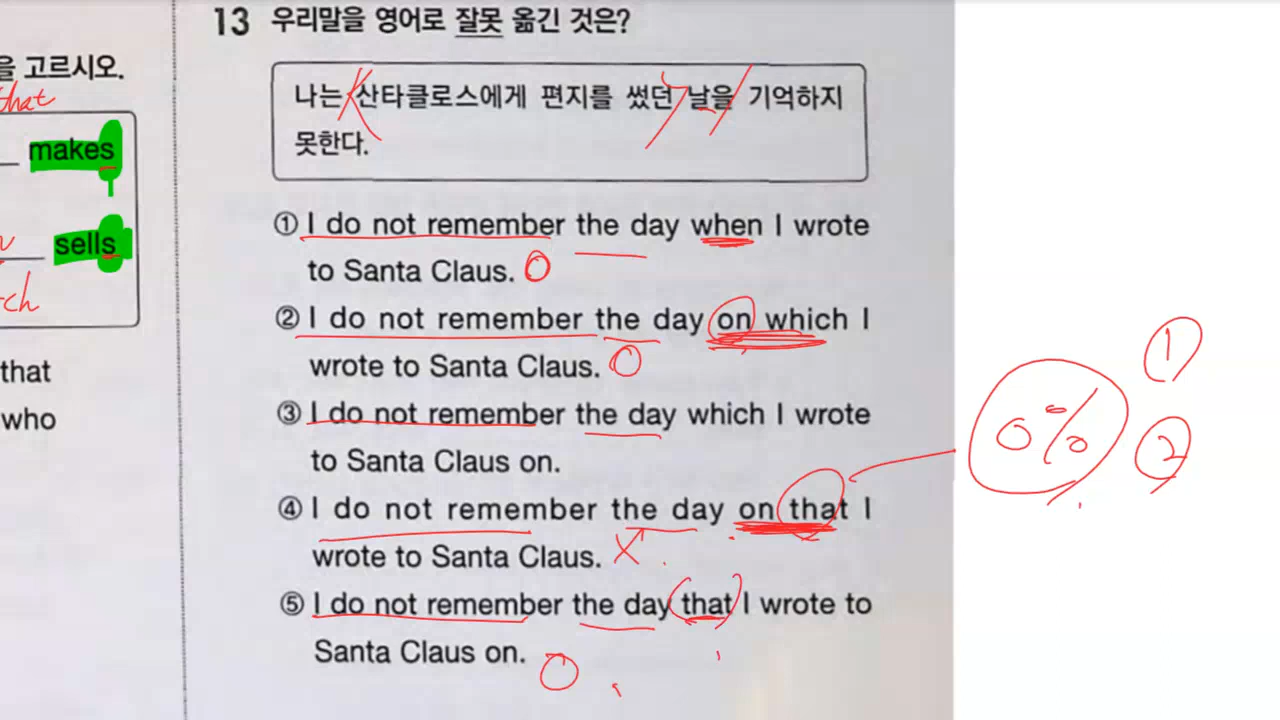 을 고르시오.
that
makes
sells
that
who
13 우리말을 영어로 잘못 옮긴 것은?
나는 산타클로스에게 편지를 썼던 날을 기억하지
못한다.
① I do not remember the day when I wrote
to Santa Claus. O
② I do not remember the day on which I
wrote to Santa Claus. O
③ I do not remember the day which I wrote
to Santa Claus on.
④ I do not remember the day on that I
wrote to Santa Claus. X
⑤ I do not remember the day that I wrote to
Santa Claus on. O
0%
①
②